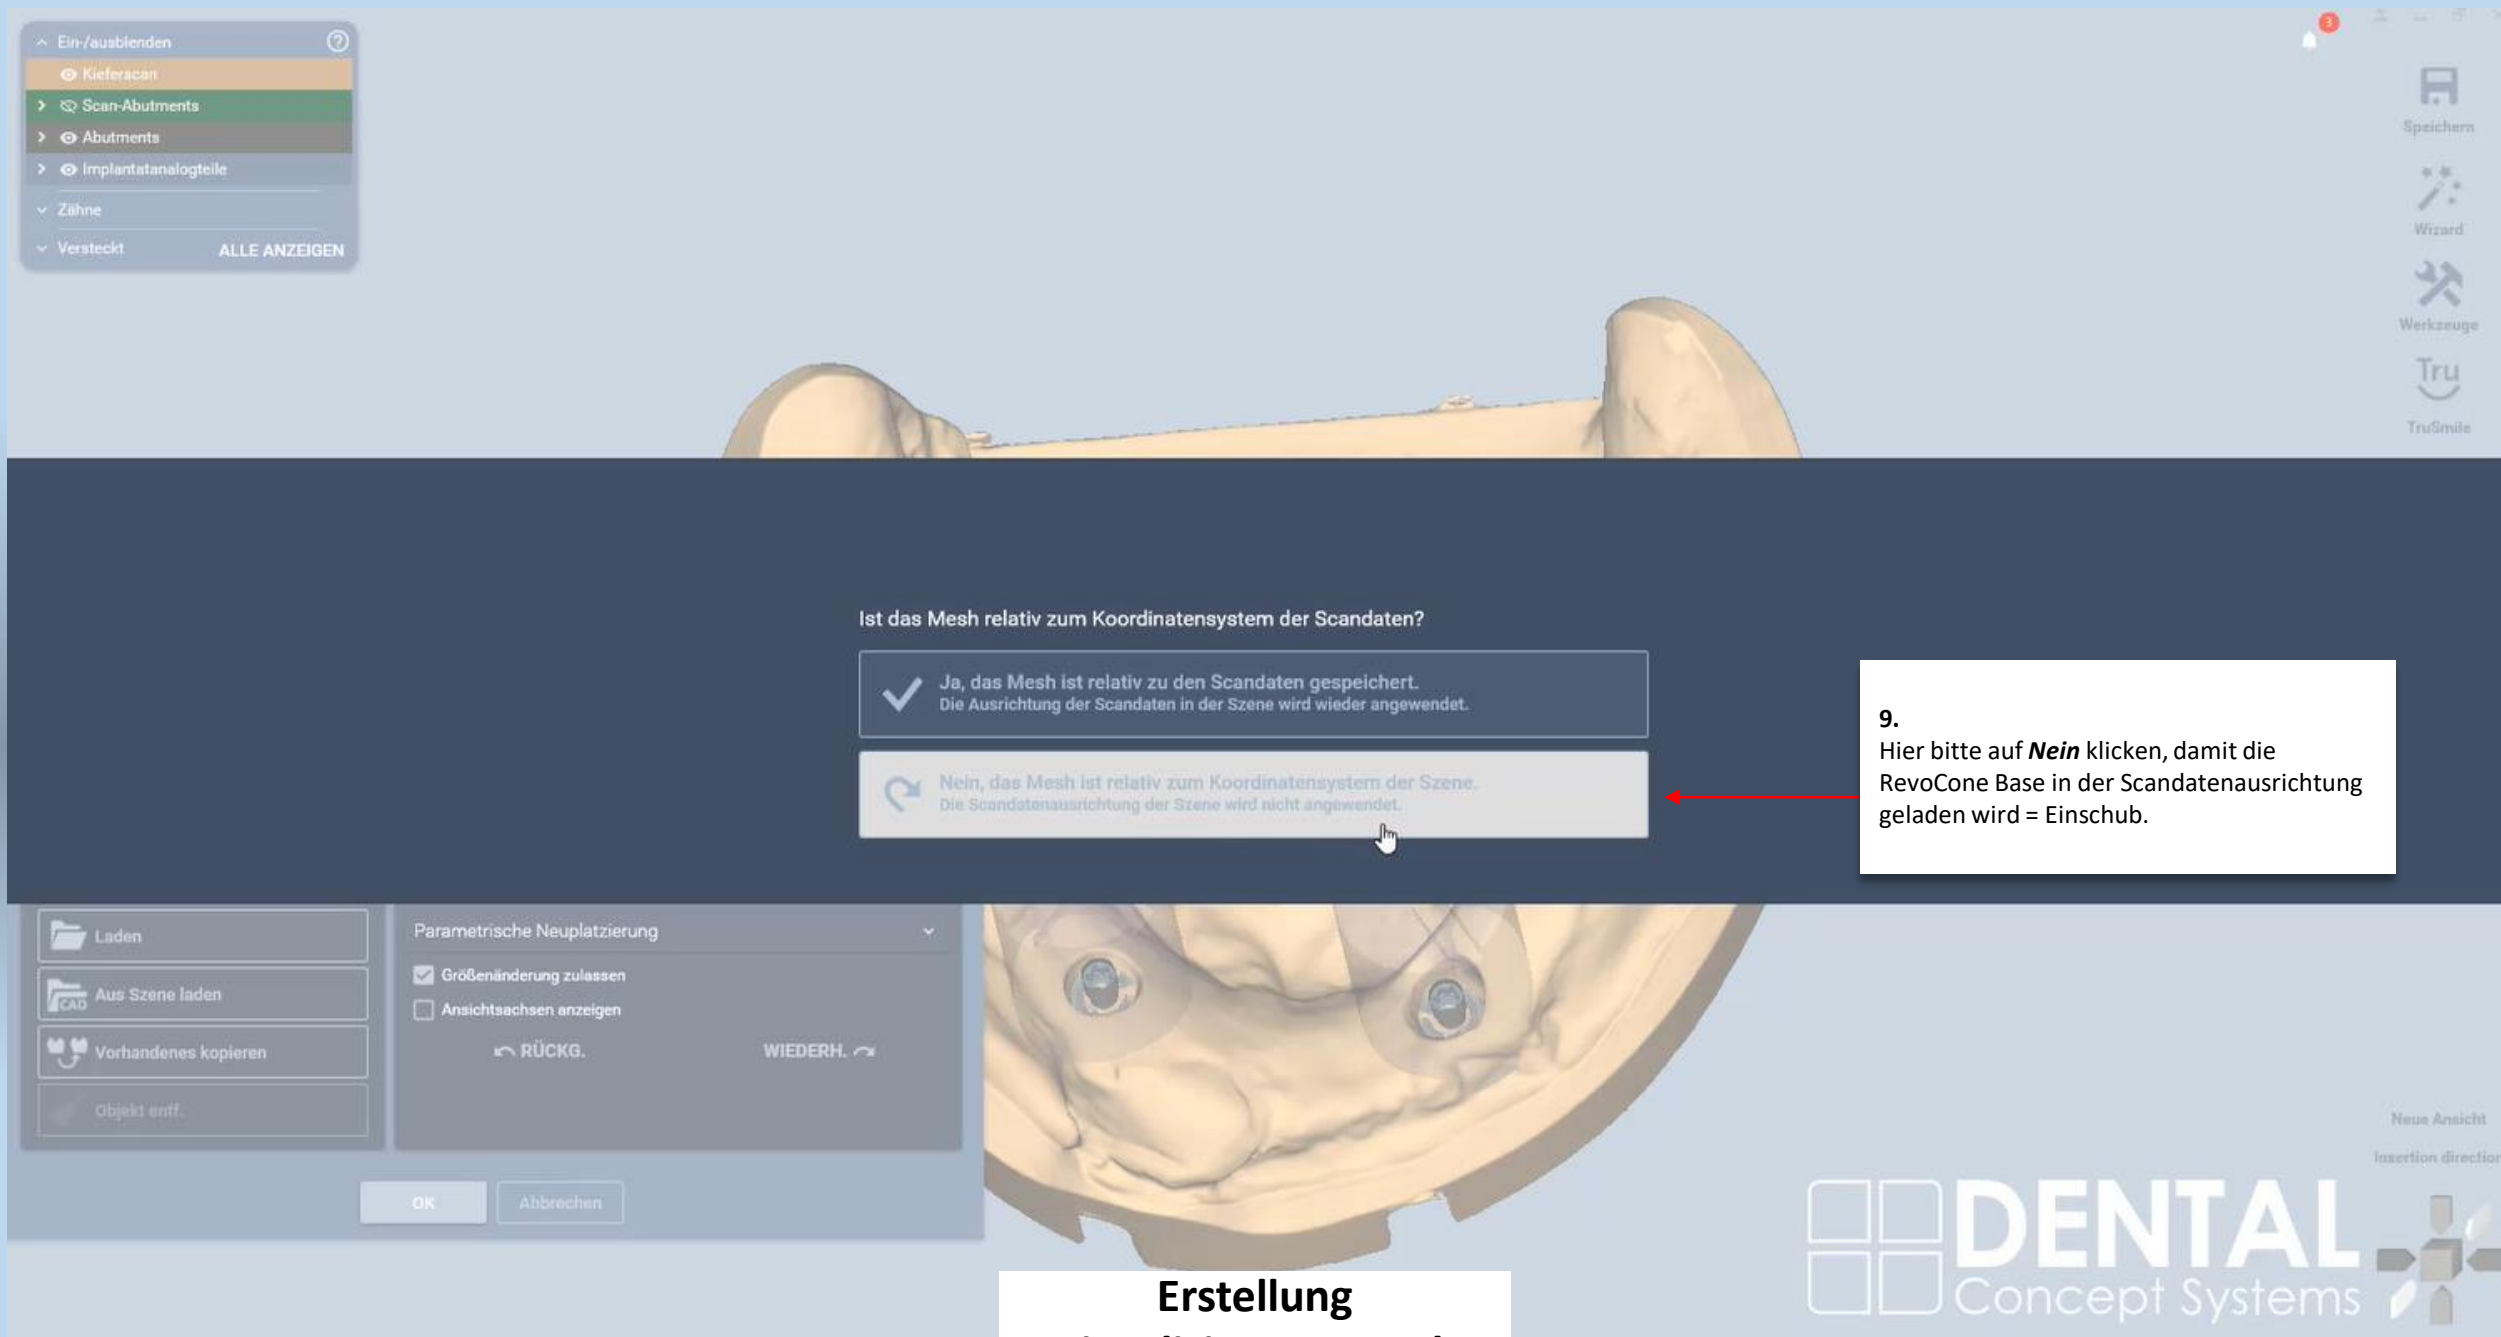 Ein-/ausblenden
Kieferscan
Scan-Abutments
Abutments
Implantatanalogteile
Zähne
Versteckt ALLE ANZEIGEN
3
Speichern
Wizard
Werkzeuge
Tru
TruSmile
Ist das Mesh relativ zum Koordinatensystem der Scandaten?
Ja, das Mesh ist relativ zu den Scandaten gespeichert.
Die Ausrichtung der Scandaten in der Szene wird wieder angewendet.
Nein, das Mesh ist relativ zum Koordinatensystem der Szene.
Die Scandatenausrichtung der Szene wird nicht angewendet.
9.
Hier bitte auf Nein klicken, damit die
RevoCone Base in der Scandatenausrichtung
geladen wird = Einschub.
Laden
CAD Aus Szene laden
Vorhandenes kopieren
Objekt entf.
Parametrische Neuplatzierung
Größenänderung zulassen
Ansichtsachsen anzeigen
RÜCKG. WIEDERH.
OK Abbrechen
Neue Ansicht
Insertion direction
DENTAL
Concept Systems
Erstellung